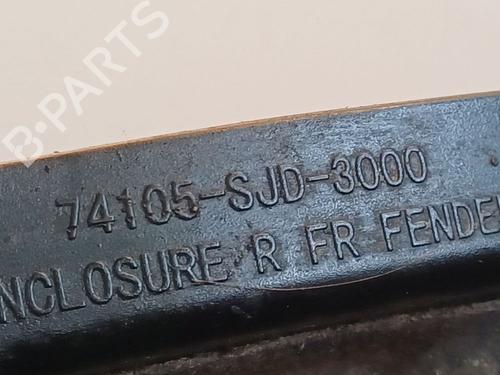 B-PARTS
74105-SJD-3000
NCLOSURE R FR FENDE